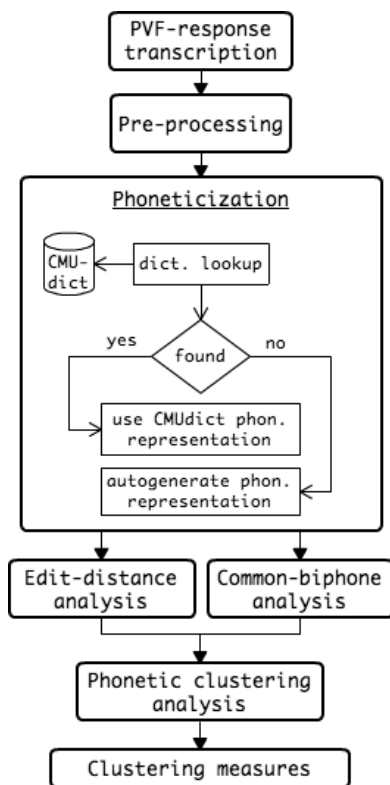 PVF-response
transcription
Pre-processing
Phoneticization
CMU-
dict
dict. lookup
yes
found
no
use CMUdict phon.
representation
autogenerate phon.
representation
Edit-distance
analysis
Common-biphone
analysis
Phonetic clustering
analysis
Clustering measures